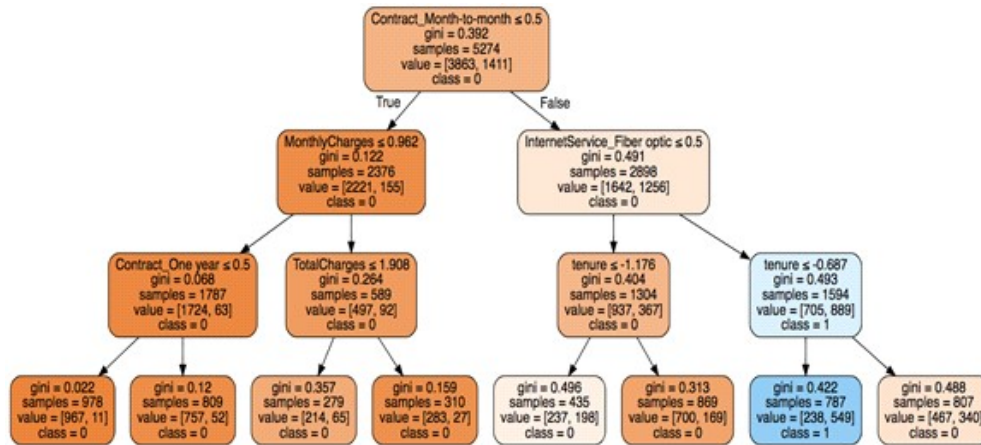 Contract_Month-to-month ≤ 0.5
gini = 0.392
samples = 5274
value = [3863, 1411]
class = 0
True
False
MonthlyCharges ≤ 0.962
gini = 0.122
samples = 2376
value = [2221, 155]
class = 0
InternetService_Fiber optic ≤ 0.5
gini = 0.491
samples = 2898
value = [1642, 1256]
class = 0
Contract_One year ≤ 0.5
gini = 0.068
samples = 1787
value = [1724, 63]
class = 0
TotalCharges ≤ 1.908
gini = 0.264
samples = 589
value = [497, 92]
class = 0
tenure ≤ -1.176
gini = 0.404
samples = 1304
value = [937, 367]
class = 0
tenure ≤ -0.687
gini = 0.493
samples = 1594
value = [705, 889]
class = 1
gini = 0.022
samples = 978
value = [967, 11]
class = 0
gini = 0.12
samples = 809
value = [757, 52]
class = 0
gini = 0.357
samples = 279
value = [214, 65]
class = 0
gini = 0.159
samples = 310
value = [283, 27]
class = 0
gini = 0.496
samples = 435
value = [237, 198]
class = 0
gini = 0.313
samples = 869
value = [700, 169]
class = 0
gini = 0.422
samples = 787
value = [238, 549]
class = 1
gini = 0.488
samples = 807
value = [467, 340]
class = 0